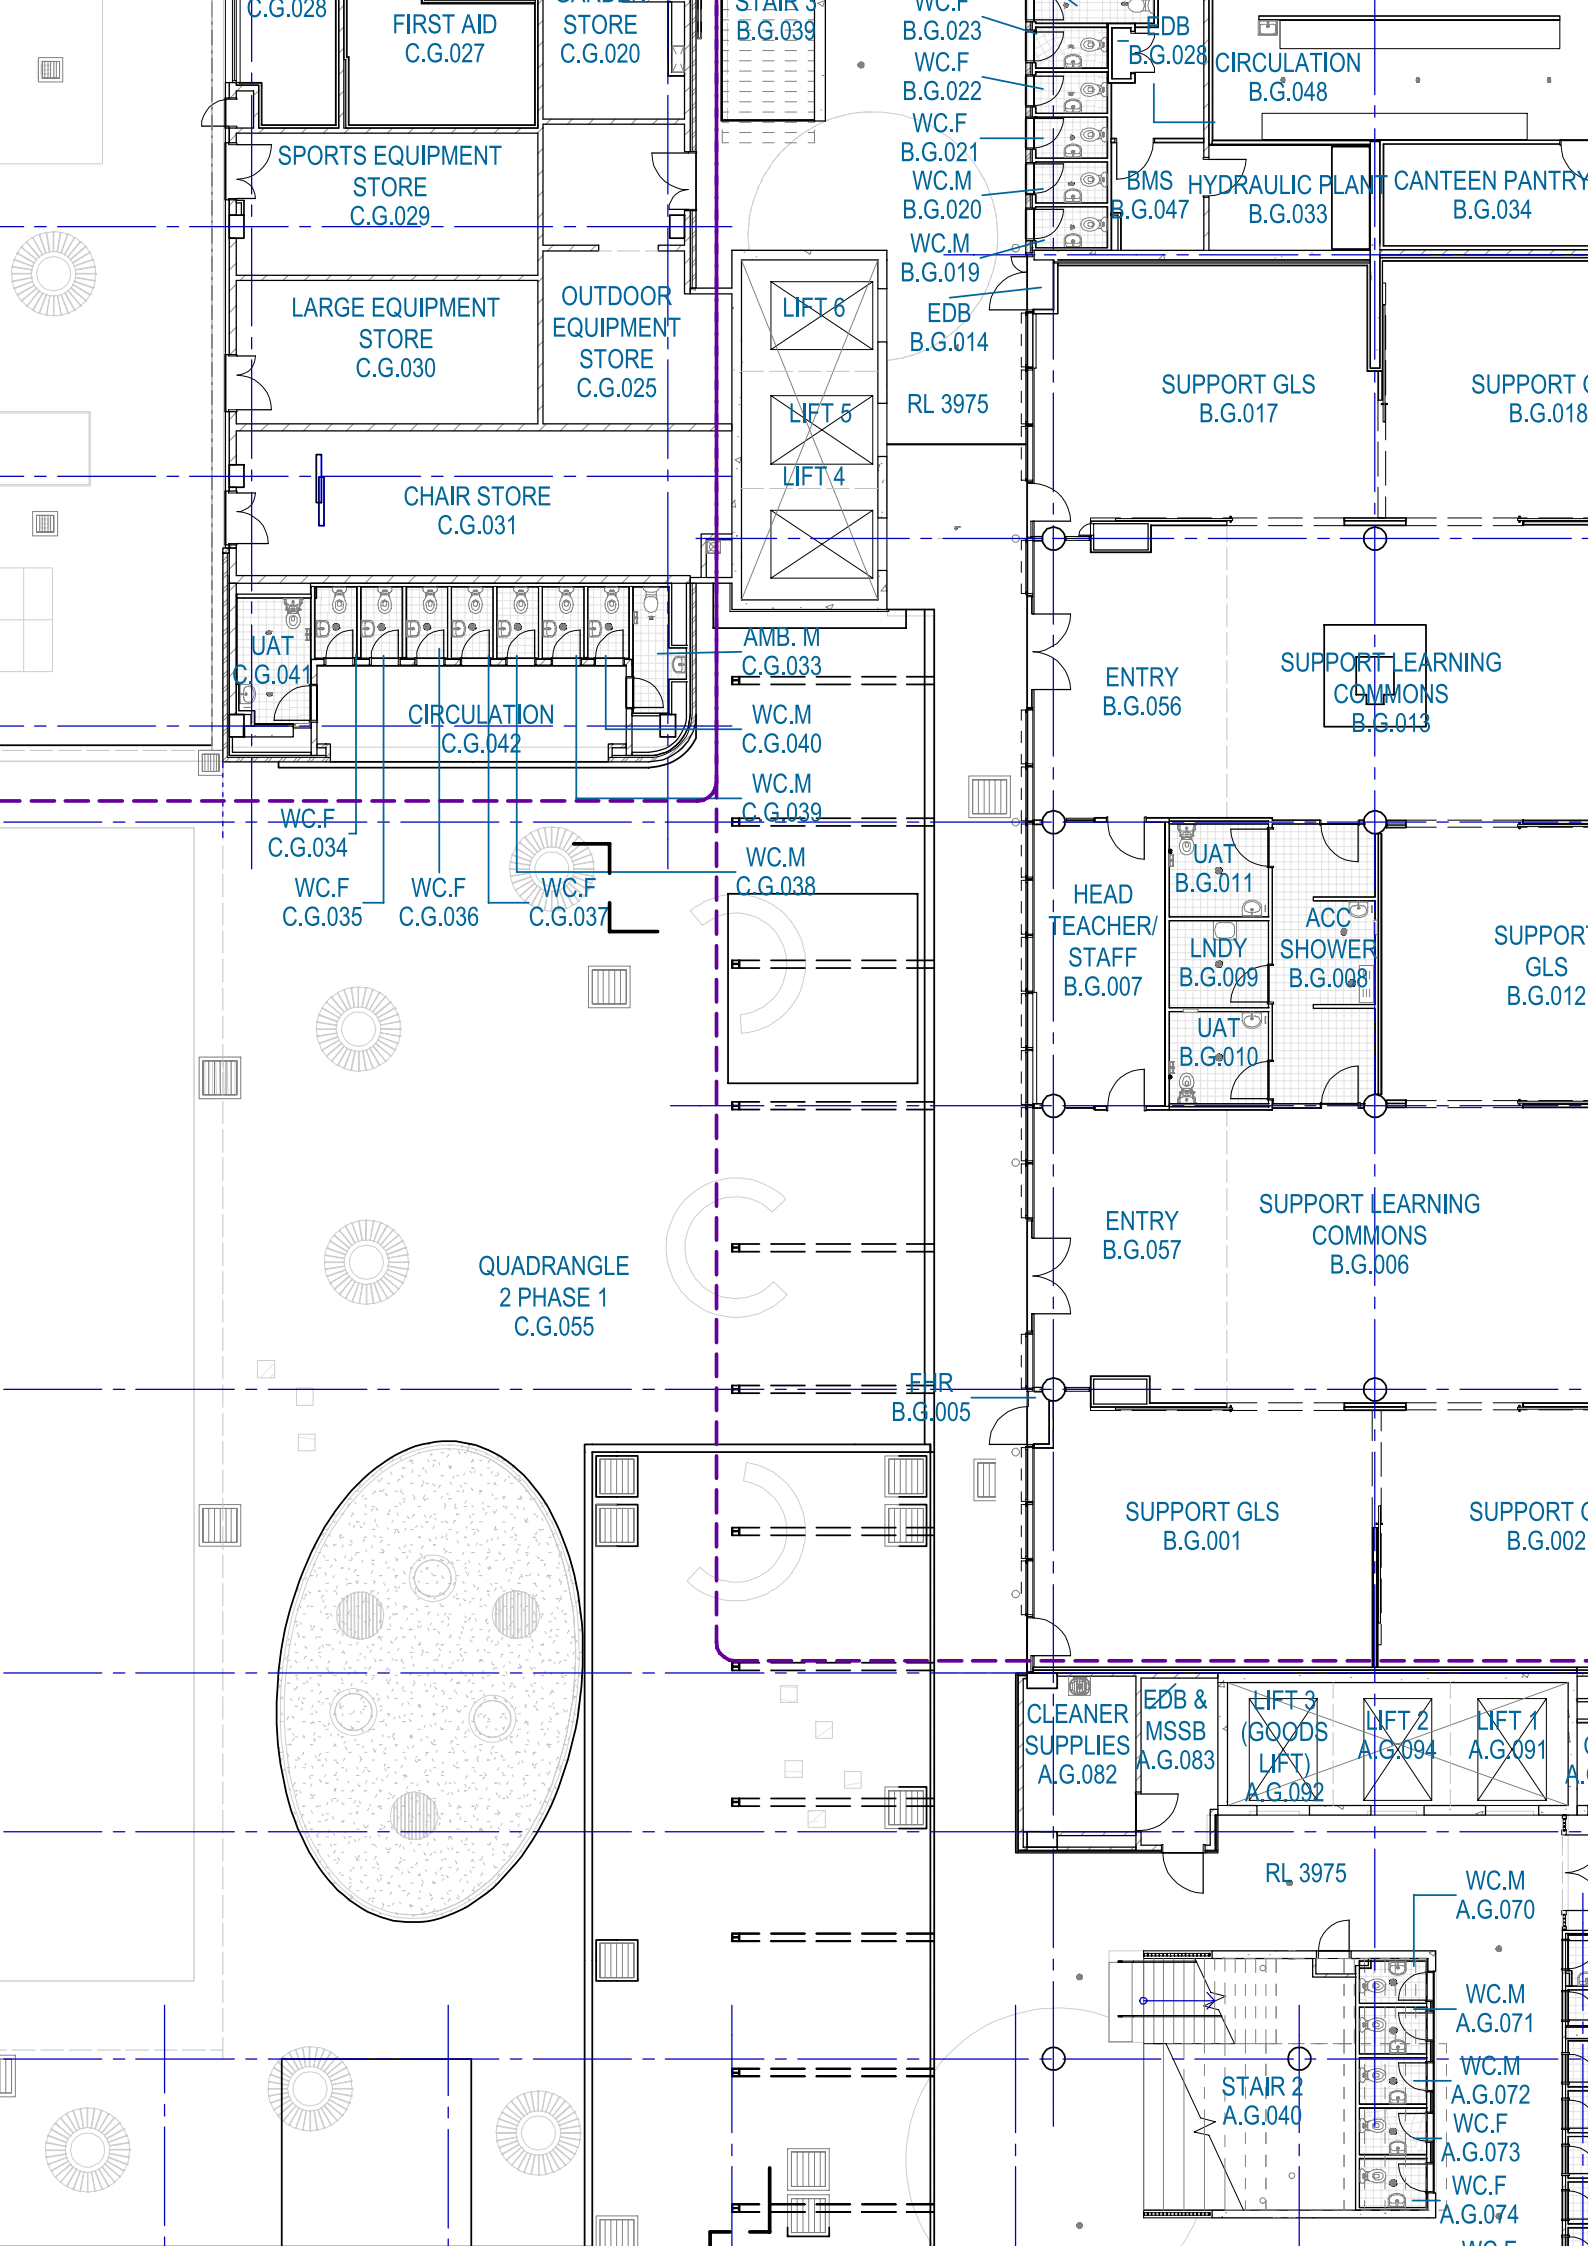 C.G.028
FIRST AID
C.G.027
STORE
C.G.020
STAIR 3
B.G.039
WC.F
B.G.023
WC.F
B.G.022
WC.F
B.G.021
WC.M
B.G.020
WC.M
B.G.019
EDB
B.G.014
RL 3975
EDB
B.G.028
CIRCULATION
B.G.048
BMS
B.G.047
HYDRAULIC PLANT
B.G.033
CANTEEN PANTRY
B.G.034
SPORTS EQUIPMENT
STORE
C.G.029
LARGE EQUIPMENT
STORE
C.G.030
OUTDOOR
EQUIPMENT
STORE
C.G.025
LIFT 6
LIFT 5
LIFT 4
SUPPORT GLS
B.G.017
SUPPORT G
B.G.018
CHAIR STORE
C.G.031
UAT
C.G.041
CIRCULATION
C.G.042
AMB. M
C.G.033
WC.M
C.G.040
WC.M
C.G.039
WC.M
C.G.038
WC.F
C.G.034
WC.F
C.G.035
WC.F
C.G.036
WC.F
C.G.037
ENTRY
B.G.056
SUPPORT LEARNING
COMMONS
B.G.013
HEAD
TEACHER/
STAFF
B.G.007
UAT
B.G.011
LNDY
B.G.009
UAT
B.G.010
ACC
SHOWER
B.G.008
SUPPORT
GLS
B.G.012
ENTRY
B.G.057
SUPPORT LEARNING
COMMONS
B.G.006
QUADRANGLE
2 PHASE 1
C.G.055
FHR
B.G.005
SUPPORT GLS
B.G.001
SUPPORT G
B.G.002
CLEANER
SUPPLIES
A.G.082
EDB &
MSSB
A.G.083
LIFT 3
(GOODS
LIFT)
A.G.092
LIFT 2
A.G.094
LIFT 1
A.G.091
RL 3975
WC.M
A.G.070
WC.M
A.G.071
WC.M
A.G.072
WC.F
A.G.073
WC.F
A.G.074
STAIR 2
A.G.040